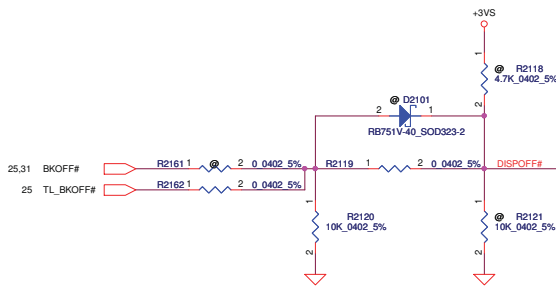 +3VS
1
@ R2118
4.7K_0402_5%
2
@ D2101
2 1
RB751V-40_SOD323-2
25,31 BKOFF# R2161 1 @ 2 0_0402_5% R2119 1 2 0_0402_5% DISPOFF#
25 TL_BKOFF# R2162 1 2 0_0402_5%
1 1
R2120 @ R2121
10K_0402_5% 10K_0402_5%
2 2